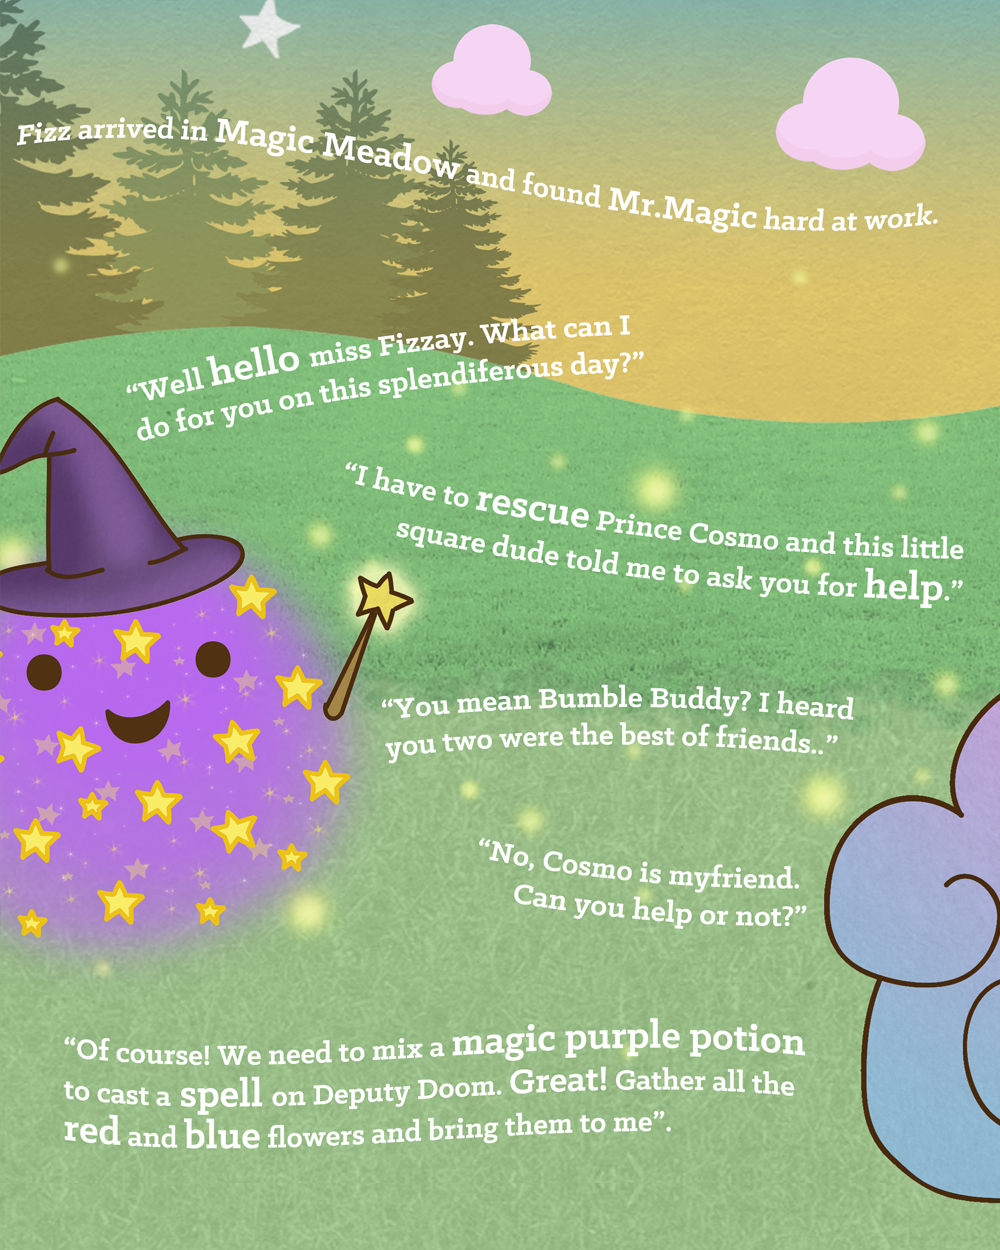 Fizz arrived in Magic Meadow and found Mr.Magic hard at work.
“Well hello miss Fizzay. What can I
do for you on this splendiferous day?”
“I have to rescue Prince Cosmo and this little
square dude told me to ask you for help.”
“You mean Bumble Buddy? I heard
you two were the best of friends..”
“No, Cosmo is myfriend.
Can you help or not?”
“Of course! We need to mix a magic purple potion
to cast a spell on Deputy Doom. Great! Gather all the
red and blue flowers and bring them to me”.